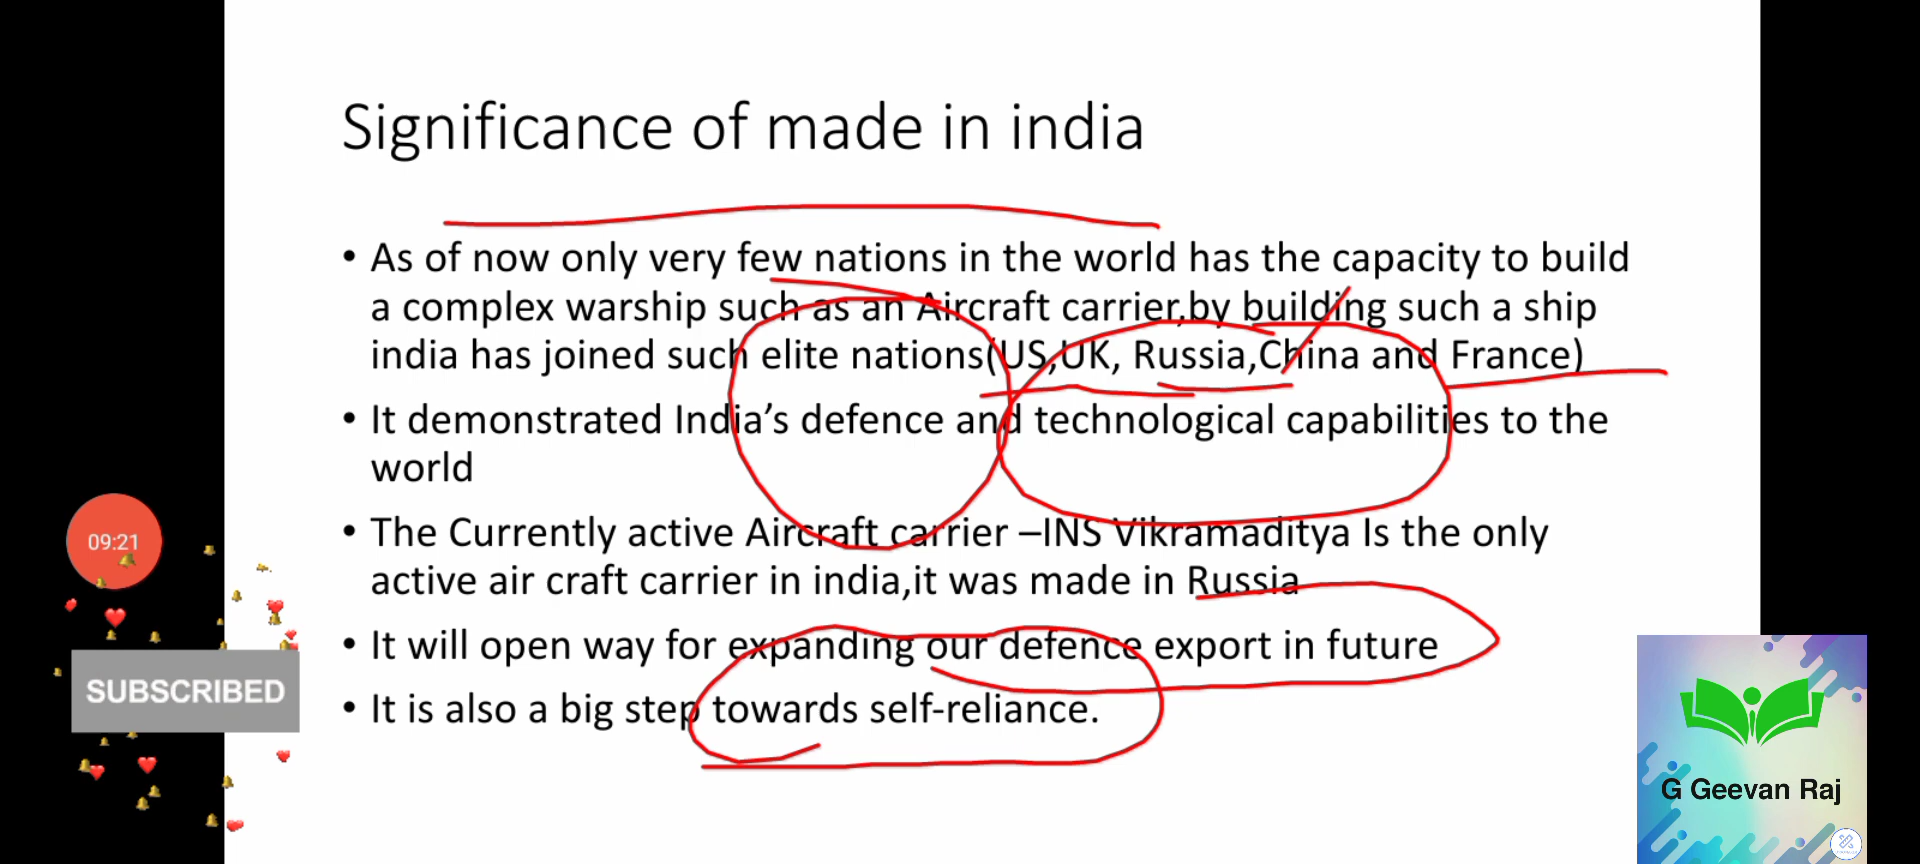 Significance of made in india
• As of now only very few nations in the world has the capacity to build
a complex warship such as an Aircraft carrier,by building such a ship
india has joined such elite nations(US,UK, Russia,China and France)
• It demonstrated India's defence and technological capabilities to the
world
• The Currently active Aircraft carrier –INS Vikramaditya Is the only
active air craft carrier in india,it was made in Russia
• It will open way for expanding our defence export in future
• It is also a big step towards self-reliance.
09:21
SUBSCRIBED
G Geevan Raj